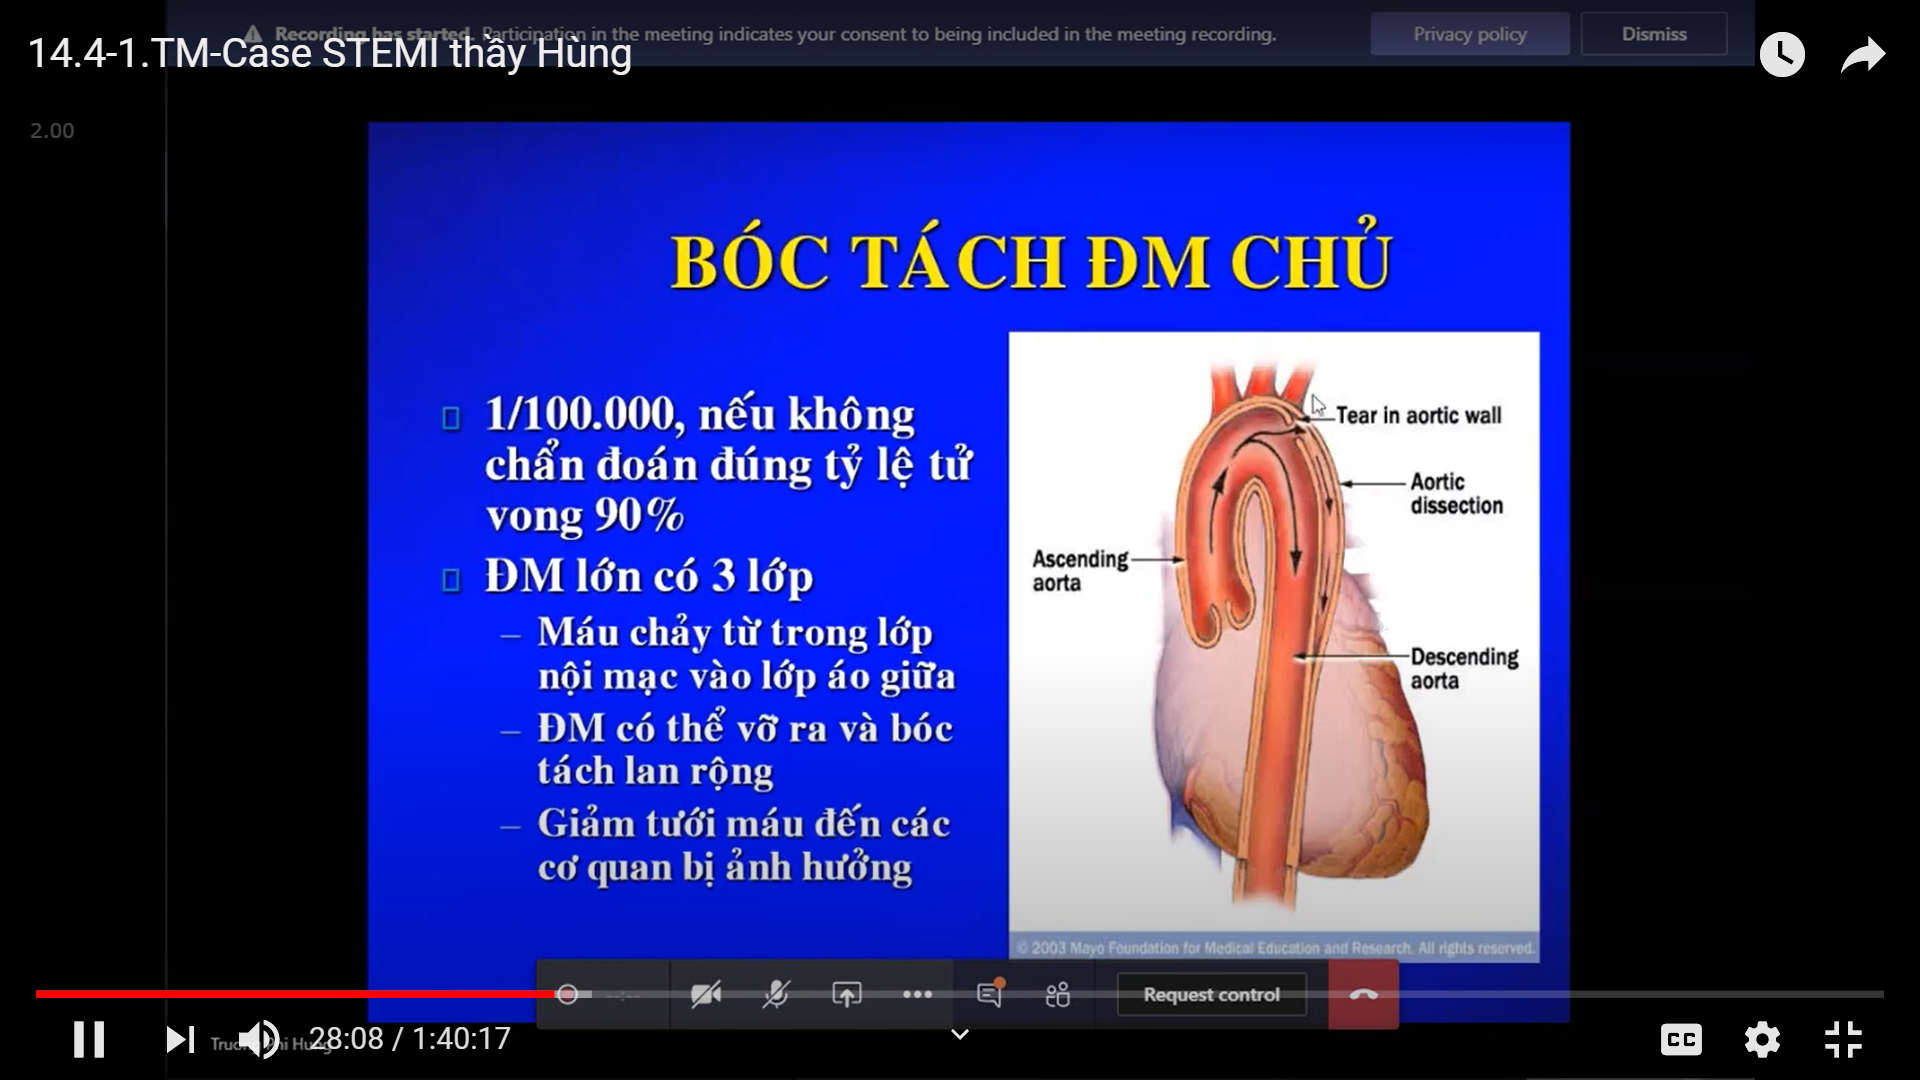 Recording has started. Participation in the meeting indicates your consent to being included in the meeting recording.
Privacy policy
Dismiss
14.4-1.TM-Case STEMI thầy Hùng
2.00
BÓC TÁCH ĐM CHỦ
1/100.000, nếu không
chẩn đoán đúng tỷ lệ tử
vong 90%
ĐM lớn có 3 lớp
– Máu chảy từ trong lớp
nội mạc vào lớp áo giữa
– ĐM có thể vỡ ra và bóc
tách lan rộng
– Giảm tưới máu đến các
cơ quan bị ảnh hưởng
Tear in aortic wall
Aortic
dissection
Ascending
aorta
Descending
aorta
© 2003 Mayo Foundation for Medical Education and Research. All rights reserved.
Request control
28:08 / 1:40:17
CC